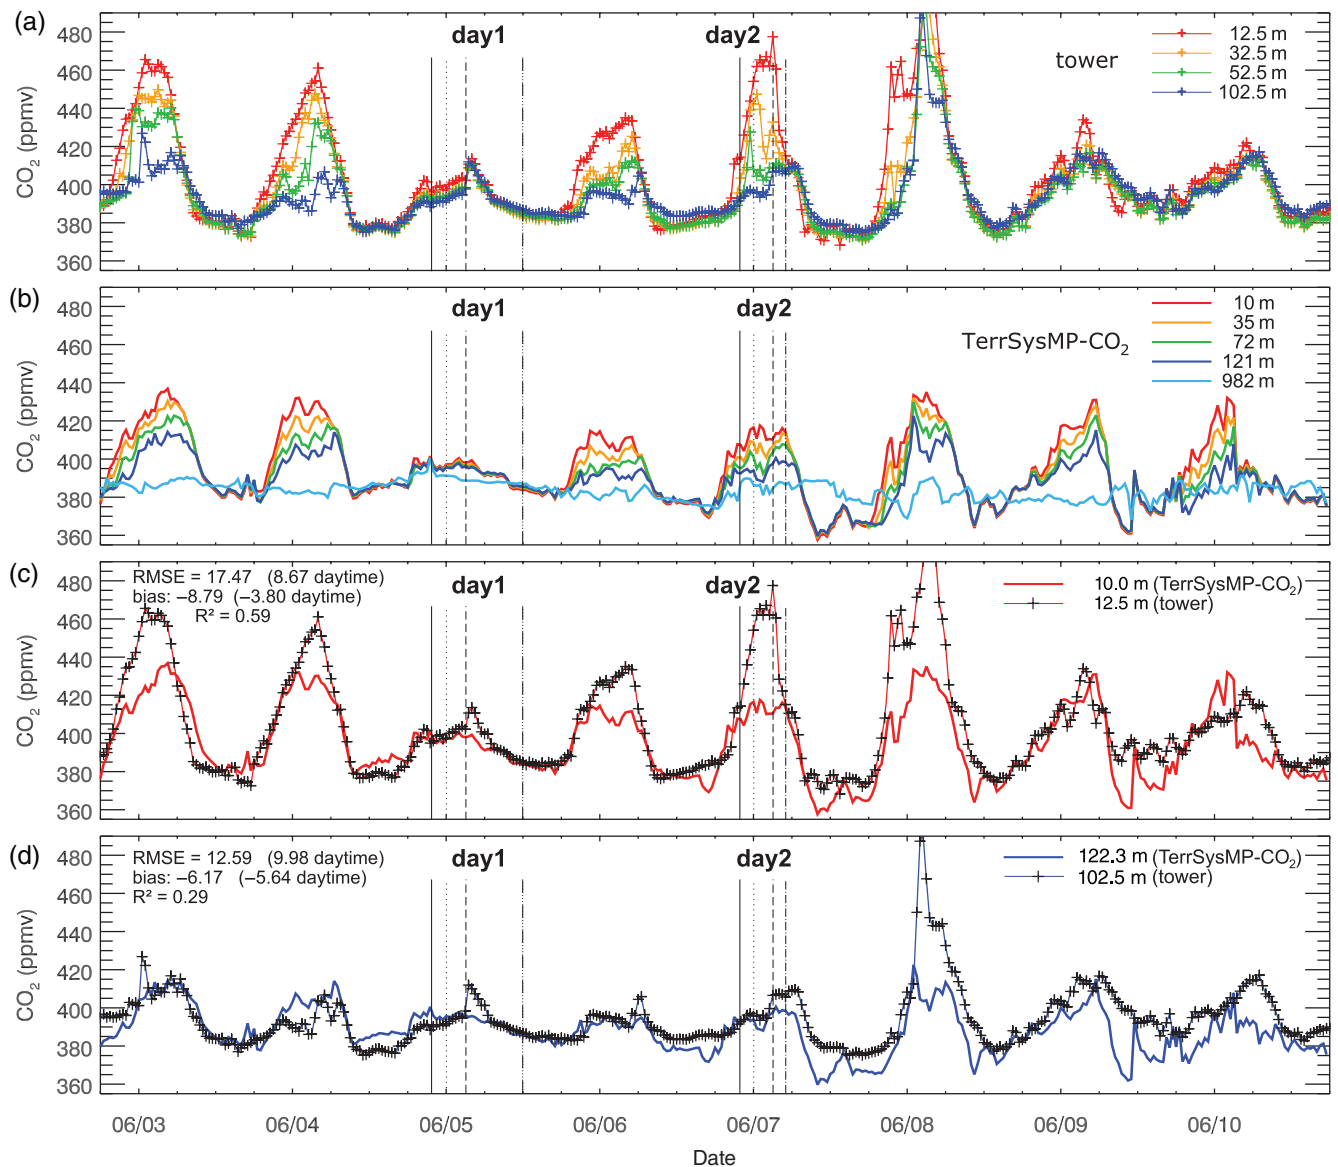 (a)
480
460
440
420
400
380
360
CO₂ (ppmv)
day1
day2
tower
12.5 m
32.5 m
52.5 m
102.5 m
(b)
480
460
440
420
400
380
360
CO₂ (ppmv)
day1
day2
TerrSysMP-CO₂
10 m
35 m
72 m
121 m
982 m
(c)
480
460
440
420
400
380
360
CO₂ (ppmv)
RMSE = 17.47 (8.67 daytime)
bias: −8.79 (−3.80 daytime)
R² = 0.59
day1
day2
10.0 m (TerrSysMP-CO₂)
12.5 m (tower)
(d)
480
460
440
420
400
380
360
CO₂ (ppmv)
RMSE = 12.59 (9.98 daytime)
bias: −6.17 (−5.64 daytime)
R² = 0.29
day1
day2
122.3 m (TerrSysMP-CO₂)
102.5 m (tower)
06/03 06/04 06/05 06/06 06/07 06/08 06/09 06/10
Date